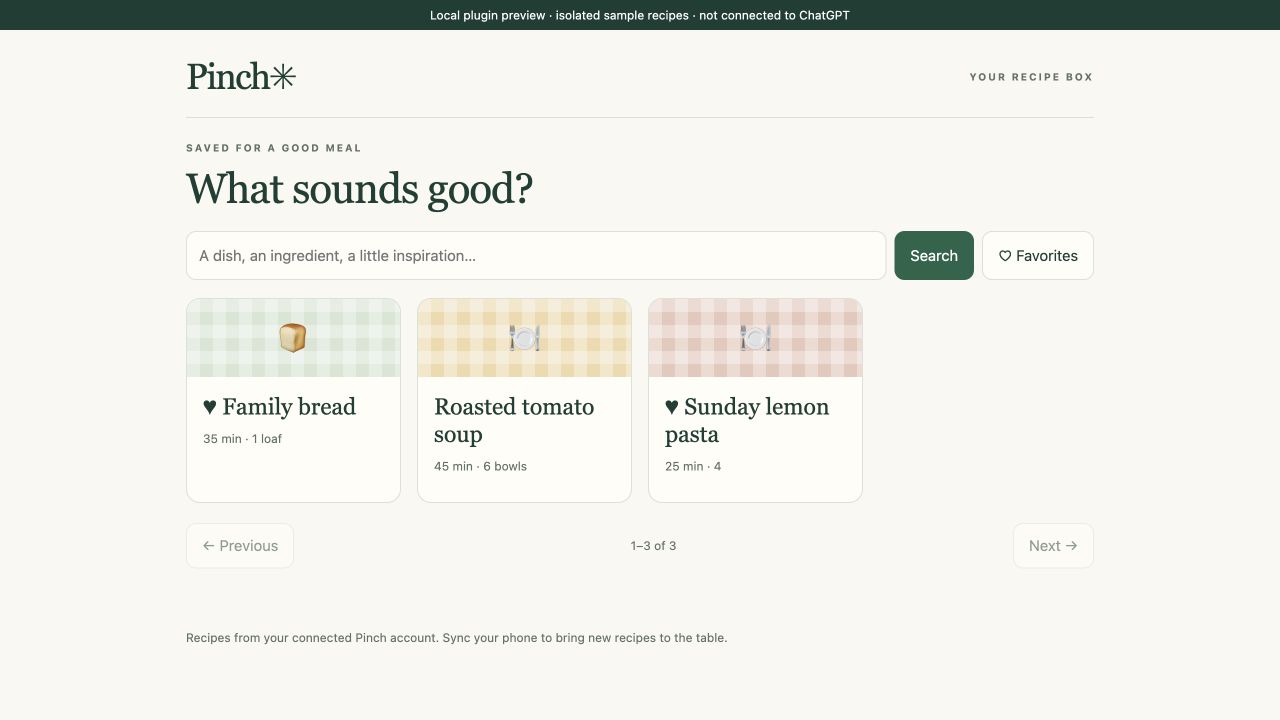 Local plugin preview · isolated sample recipes · not connected to ChatGPT
Pinch✳
YOUR RECIPE BOX
SAVED FOR A GOOD MEAL
What sounds good?
A dish, an ingredient, a little inspiration...
Search
♡ Favorites
♥ Family bread
35 min · 1 loaf
Roasted tomato
soup
45 min · 6 bowls
♥ Sunday lemon
pasta
25 min · 4
← Previous
1–3 of 3
Next →
Recipes from your connected Pinch account. Sync your phone to bring new recipes to the table.